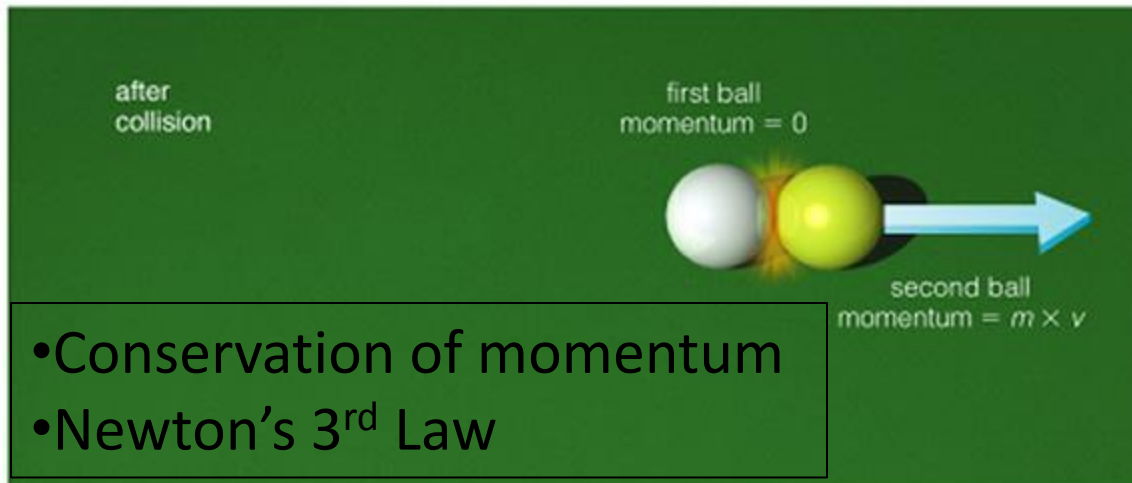 after
collision
first ball
momentum = 0
second ball
momentum = m × v
•Conservation of momentum
•Newton’s 3rd Law